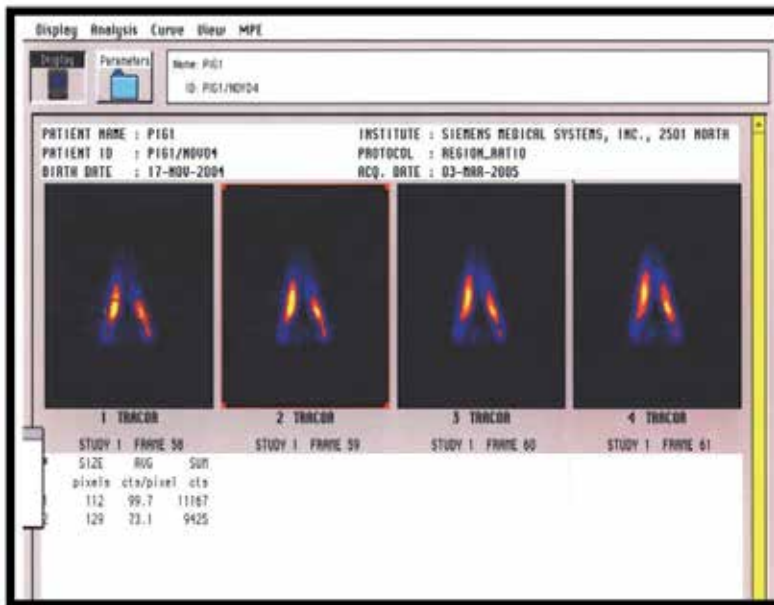 Display Analysis Curve View MPE
Display
Parameters
Name: PIG1
ID: PIG1/NOV04
PATIENT NAME : PIG1 INSTITUTE : SIEMENS MEDICAL SYSTEMS, INC., 2501 NORTH
PATIENT ID : PIG1/NOV04 PROTOCOL : REGION_RATIO
BIRTH DATE : 17-NOV-2004 ACQ. DATE : 03-MAR-2005
1 TRACOR 2 TRACOR 3 TRACOR 4 TRACOR
STUDY 1 FRAME 58 STUDY 1 FRAME 59 STUDY 1 FRAME 60 STUDY 1 FRAME 61
SIZE AVG SUM
pixels cts/pixel cts
112 99.7 11167
2 129 73.1 9425